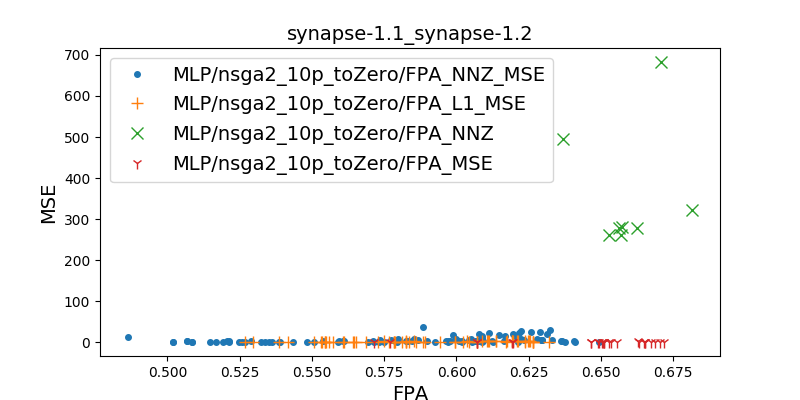 synapse-1.1_synapse-1.2
MLP/nsga2_10p_toZero/FPA_NNZ_MSE
MLP/nsga2_10p_toZero/FPA_L1_MSE
MLP/nsga2_10p_toZero/FPA_NNZ
MLP/nsga2_10p_toZero/FPA_MSE
700
600
500
400
300
200
100
0
MSE
0.500 0.525 0.550 0.575 0.600 0.625 0.650 0.675
FPA